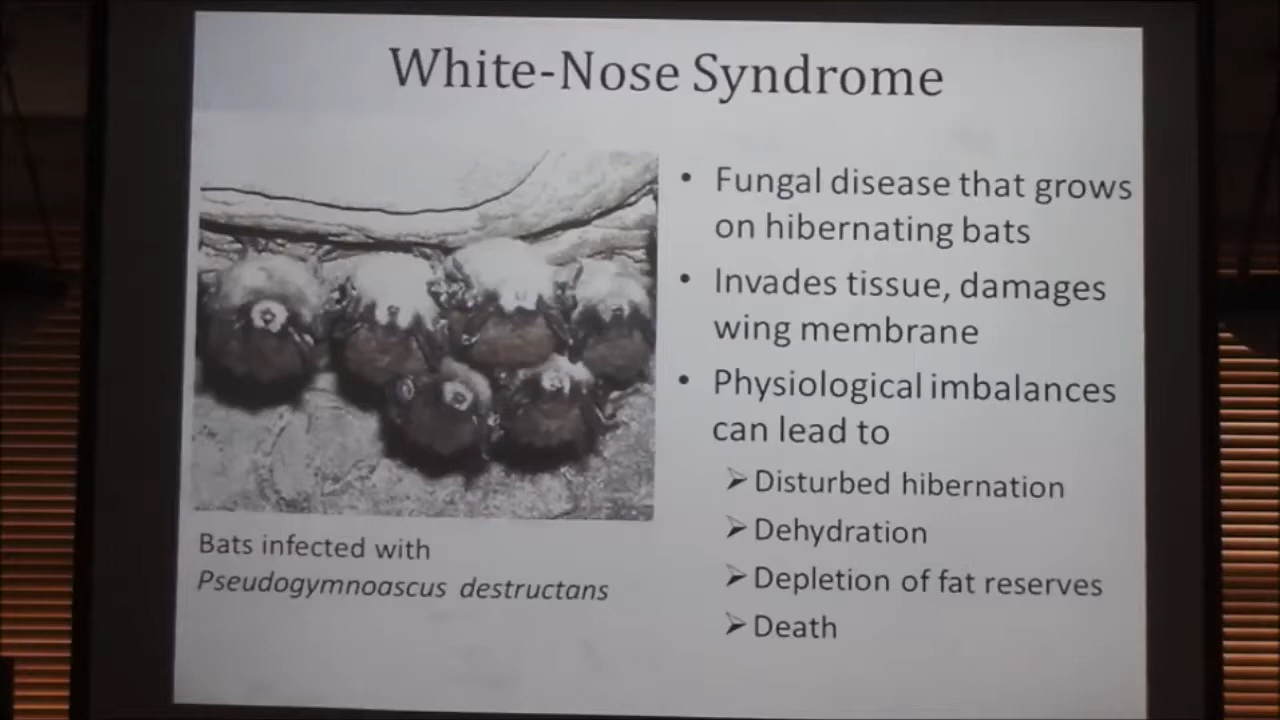 White-Nose Syndrome
• Fungal disease that grows
on hibernating bats
• Invades tissue, damages
wing membrane
• Physiological imbalances
can lead to
➢ Disturbed hibernation
➢ Dehydration
➢ Depletion of fat reserves
➢ Death
Bats infected with
Pseudogymnoascus destructans